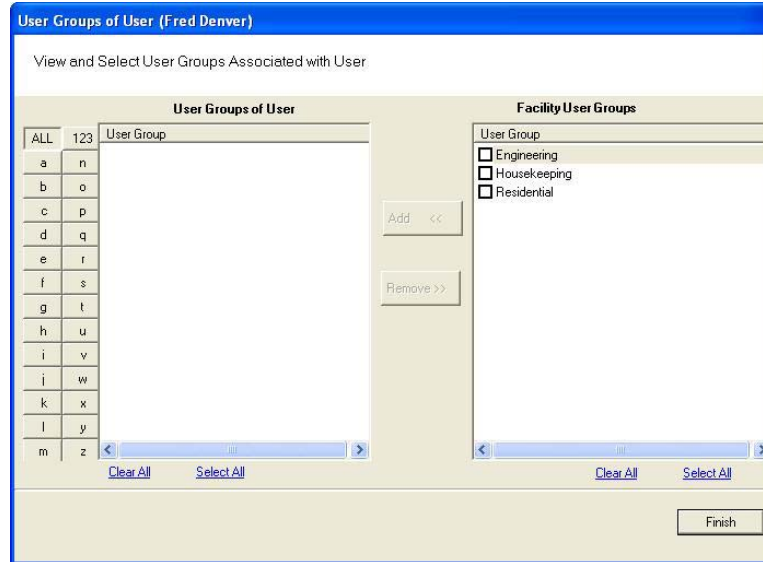 User Groups of User (Fred Denver)
View and Select User Groups Associated with User
User Groups of User
Facility User Groups
ALL 123
a n
b o
c p
d q
e r
f s
g t
h u
i v
j w
k x
l y
m z
User Group
User Group
Engineering
Housekeeping
Residential
Add <<
Remove >>
Clear All Select All
Clear All Select All
Finish